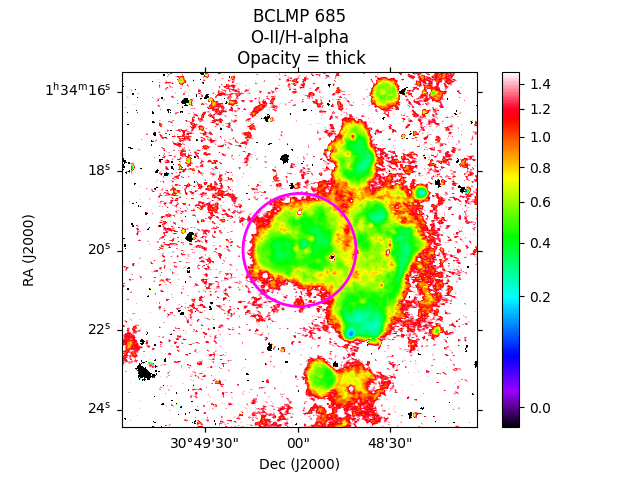 BCLMP 685
O-II/H-alpha
Opacity = thick
1ʰ34ᵐ16ˢ
18ˢ
20ˢ
22ˢ
24ˢ
RA (J2000)
30°49'30"
00"
48'30"
Dec (J2000)
1.4
1.2
1.0
0.8
0.6
0.4
0.2
0.0